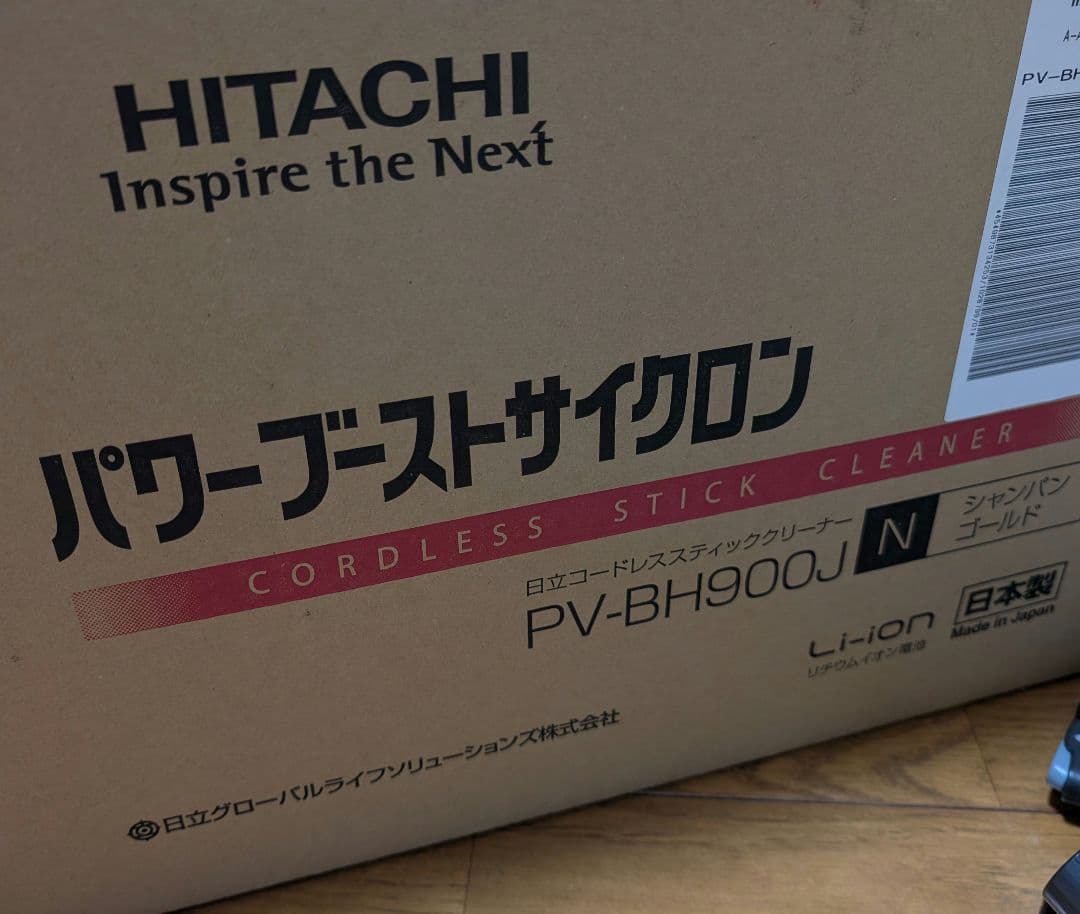 HITACHI
Inspire the Next
PV-BH
パワーブーストサイクロン
CORDLESS STICK CLEANER
日立コードレススティッククリーナー
PV-BH900J N
シャンパン
ゴールド
Li-ion
リチウムイオン電池
日本製
Made in Japan
日立グローバルライフソリューションズ株式会社